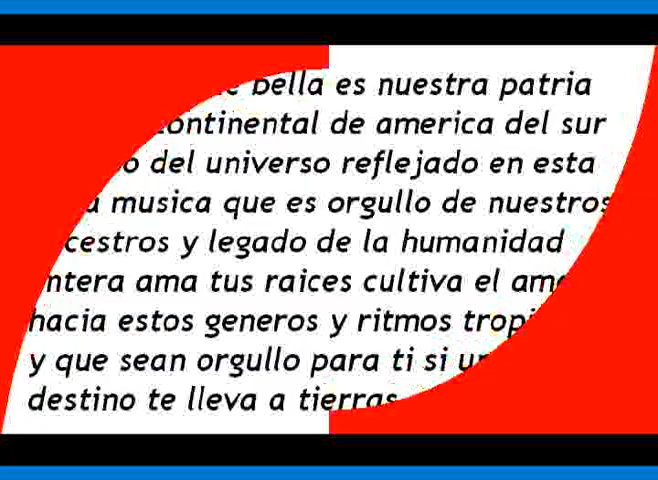 bella es nuestra patria
continental de america del sur
del universo reflejado en esta
musica que es orgullo de nuestros
cestros y legado de la humanidad
ntera ama tus raices cultiva el am
hacia estos generos y ritmos trop
y que sean orgullo para ti si un
destino te lleva a tierras